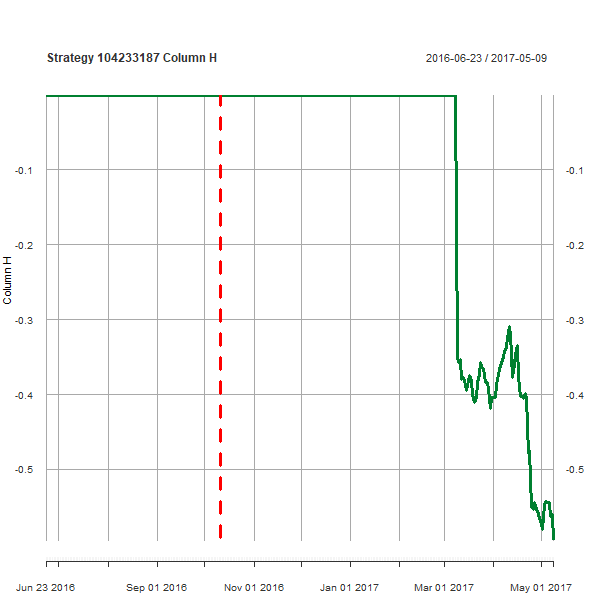 Strategy 104233187 Column H
2016-06-23 / 2017-05-09
-0.1
-0.2
-0.3
-0.4
-0.5
Column H
-0.1
-0.2
-0.3
-0.4
-0.5
Jun 23 2016
Sep 01 2016
Nov 01 2016
Jan 01 2017
Mar 01 2017
May 01 2017